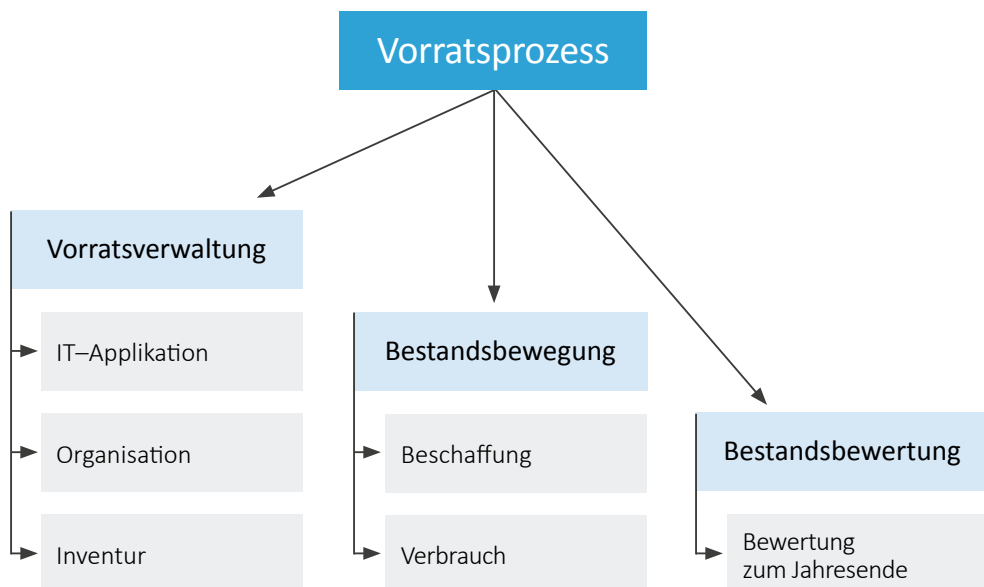 Vorratsprozess
Vorratsverwaltung
IT–Applikation
Organisation
Inventur
Bestandsbewegung
Beschaffung
Verbrauch
Bestandsbewertung
Bewertung
zum Jahresende